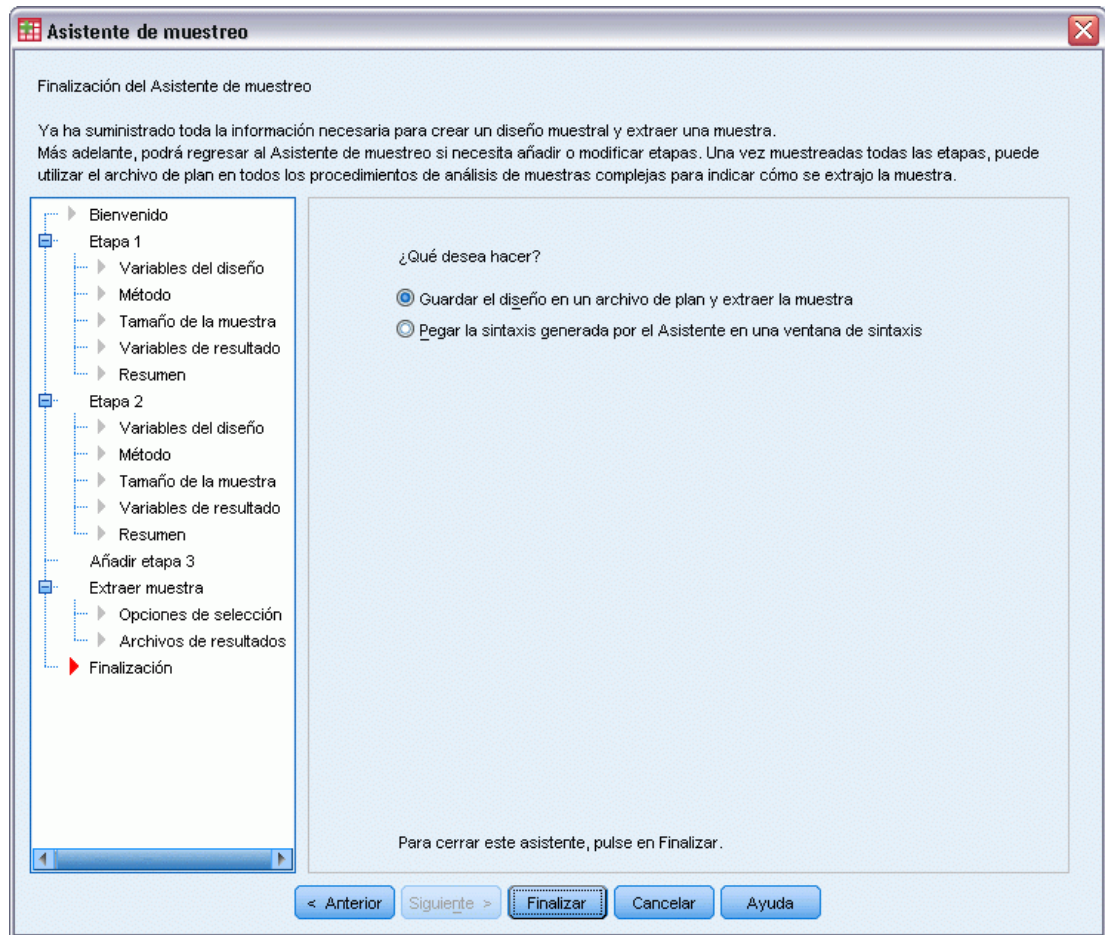 Asistente de muestreo
Finalización del Asistente de muestreo
Ya ha suministrado toda la información necesaria para crear un diseño muestral y extraer una muestra.
Más adelante, podrá regresar al Asistente de muestreo si necesita añadir o modificar etapas. Una vez muestreadas todas las etapas, puede
utilizar el archivo de plan en todos los procedimientos de análisis de muestras complejas para indicar cómo se extrajo la muestra.
Bienvenido
Etapa 1
Variables del diseño
Método
Tamaño de la muestra
Variables de resultado
Resumen
Etapa 2
Variables del diseño
Método
Tamaño de la muestra
Variables de resultado
Resumen
Añadir etapa 3
Extraer muestra
Opciones de selección
Archivos de resultados
Finalización
¿Qué desea hacer?
Guardar el diseño en un archivo de plan y extraer la muestra
Pegar la sintaxis generada por el Asistente en una ventana de sintaxis
Para cerrar este asistente, pulse en Finalizar.
< Anterior
Siguiente >
Finalizar
Cancelar
Ayuda